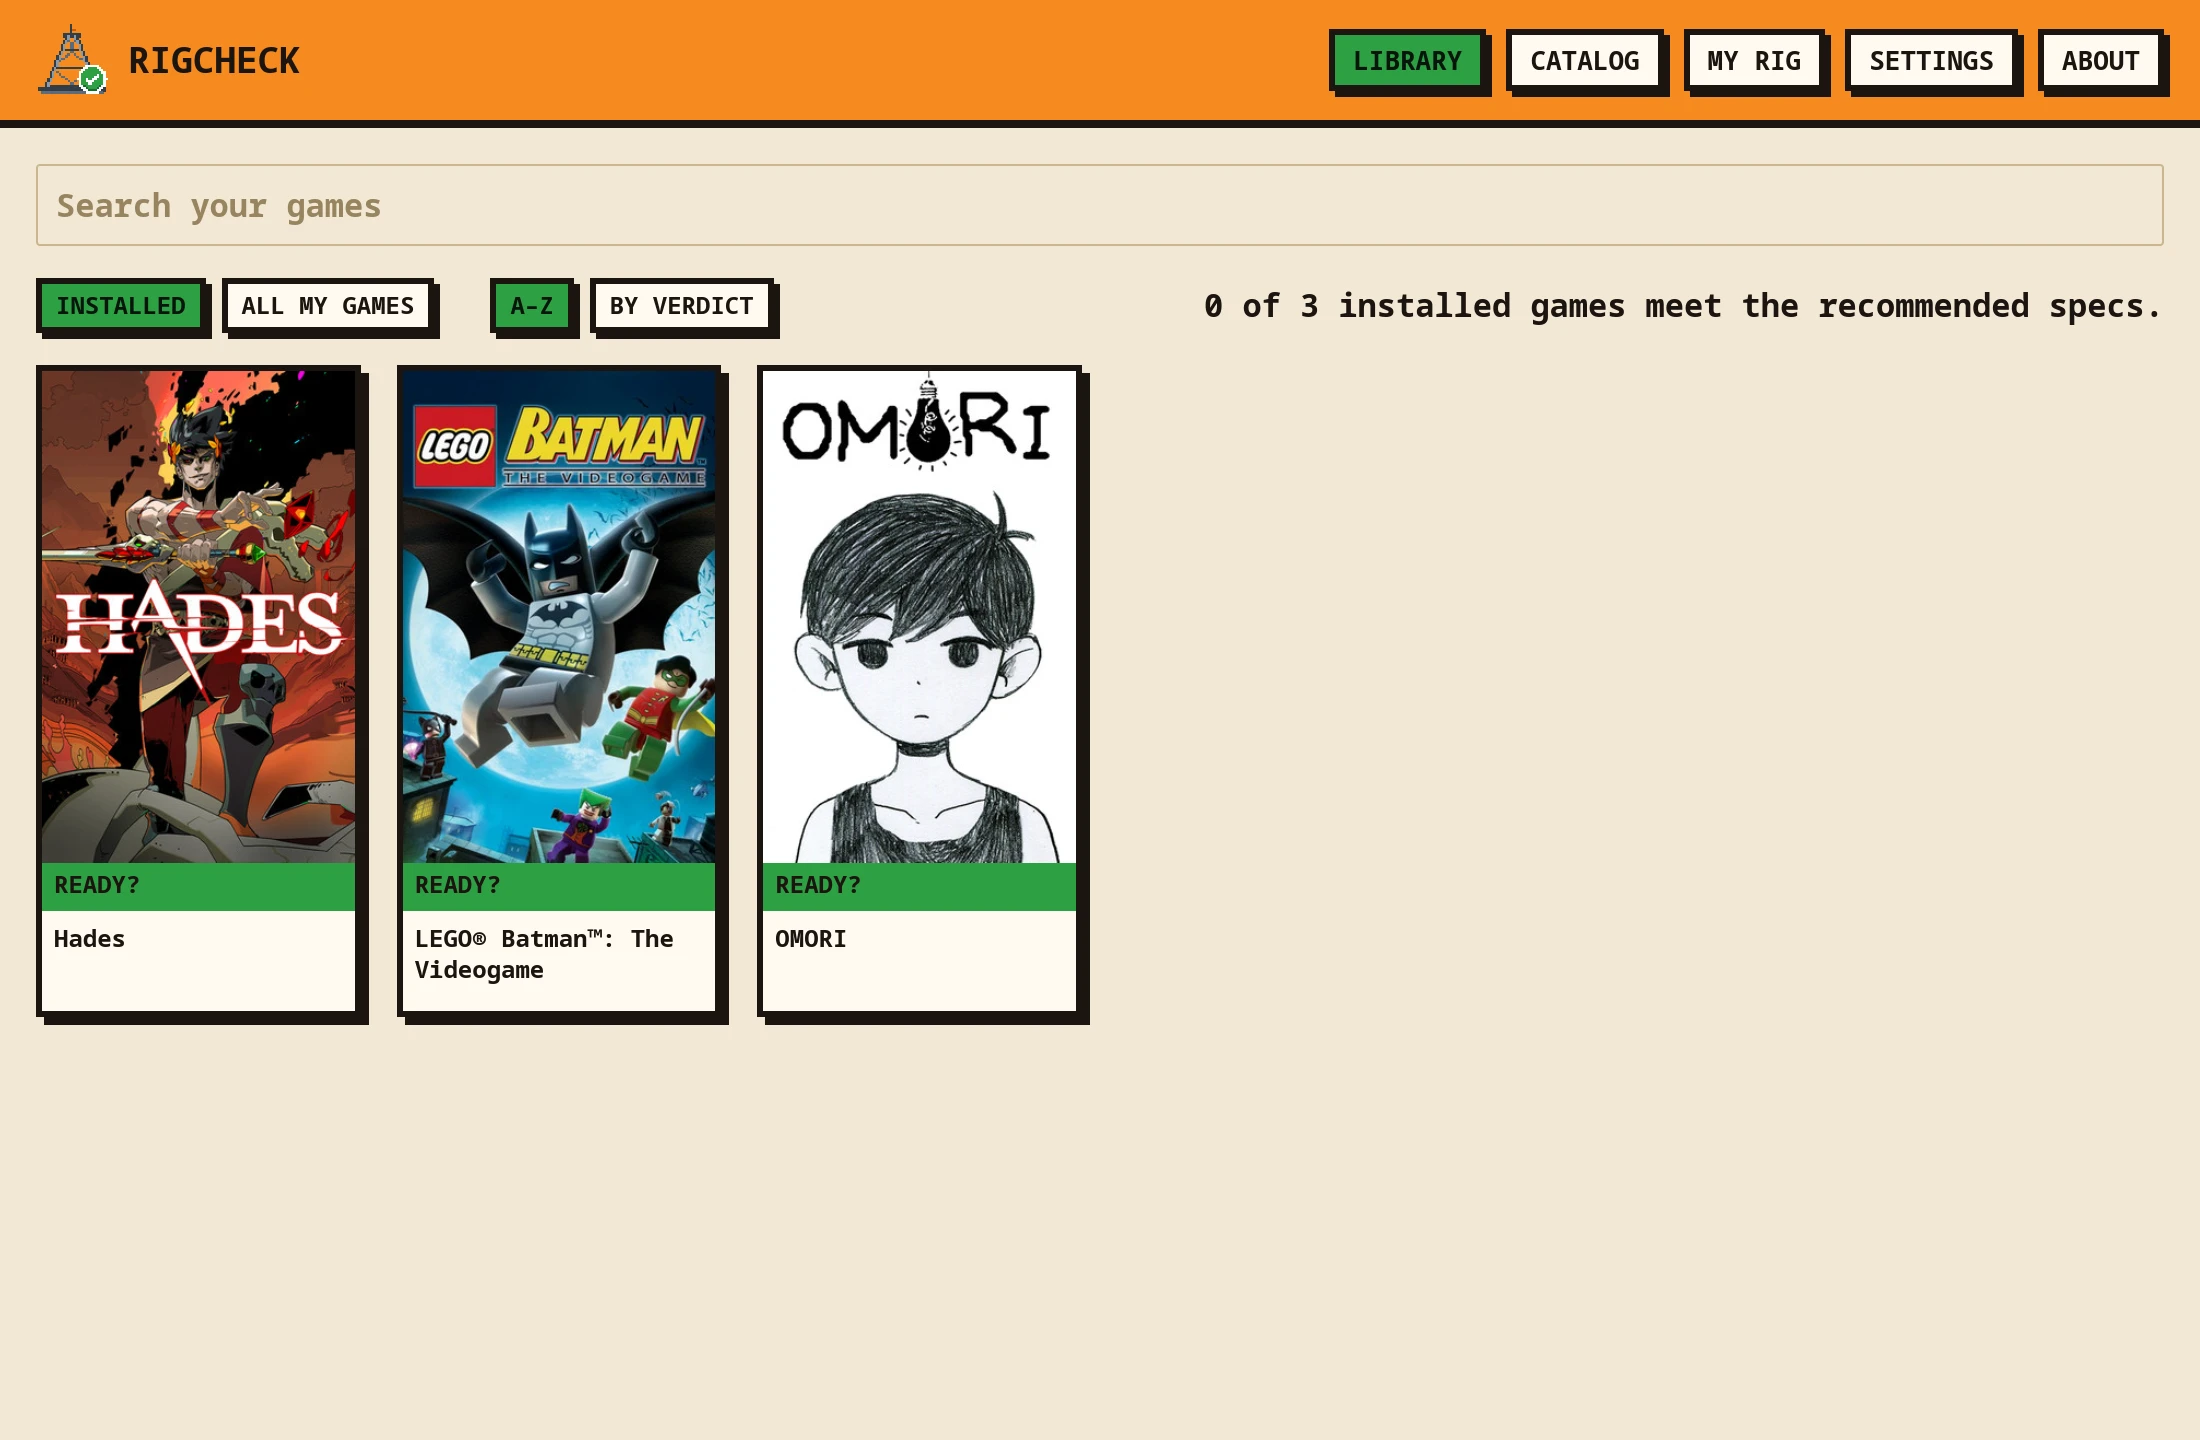 RIGCHECK
LIBRARY
CATALOG
MY RIG
SETTINGS
ABOUT
Search your games
INSTALLED
ALL MY GAMES
A–Z
BY VERDICT
0 of 3 installed games meet the recommended specs.
HADES
LEGO BATMAN™
THE VIDEOGAME
OMORI
READY?
READY?
READY?
Hades
LEGO® Batman™: The
Videogame
OMORI